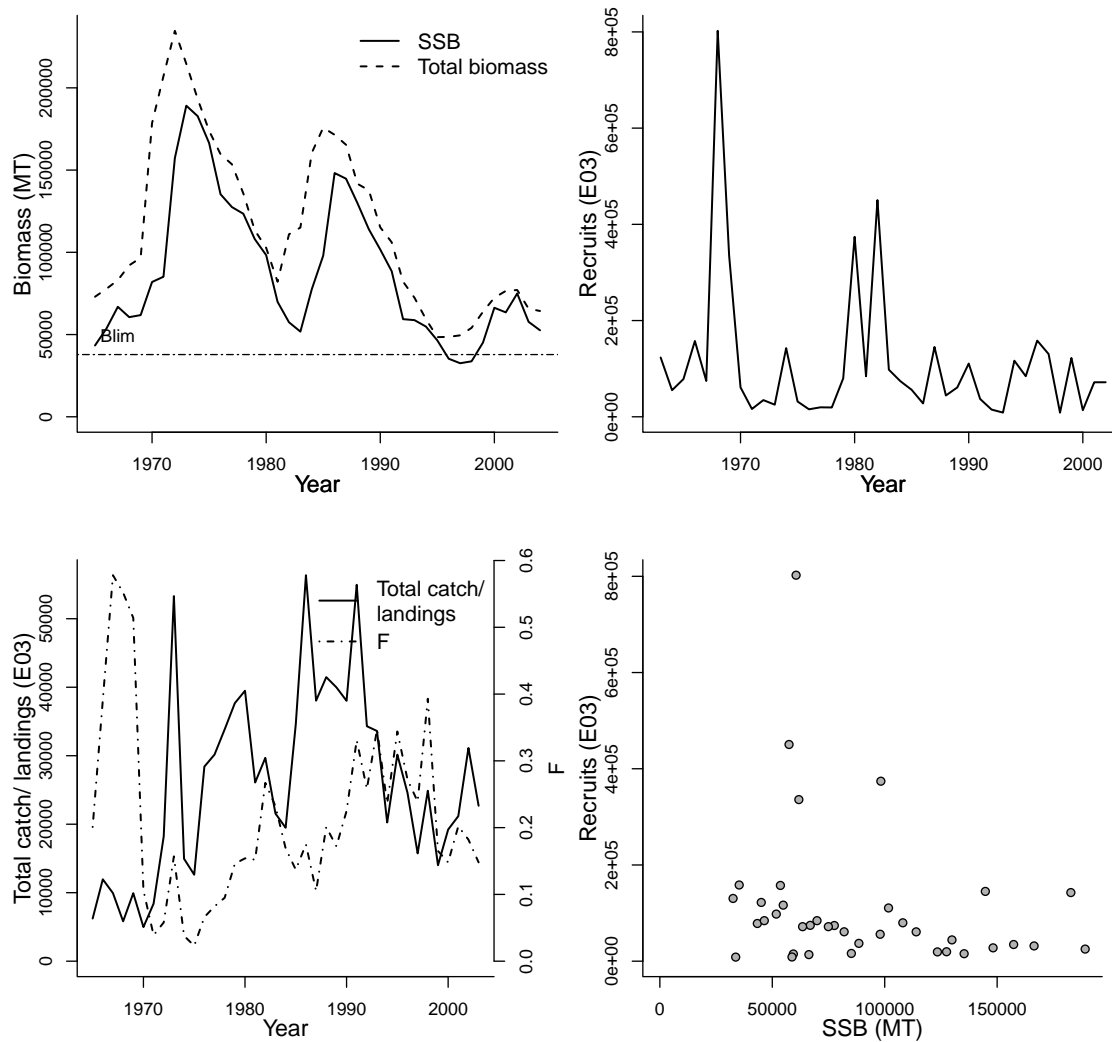 SSB
Total biomass
Biomass (MT)
200000
150000
100000
50000
0
Blim
1970
1980
1990
2000
Year
Recruits (E03)
8e+05
6e+05
4e+05
2e+05
0e+00
1970
1980
1990
2000
Year
Total catch/
landings
F
Total catch/ landings (E03)
50000
40000
30000
20000
10000
0
0.6
0.5
0.4
0.3
0.2
0.1
0.0
F
1970
1980
1990
2000
Year
Recruits (E03)
8e+05
6e+05
4e+05
2e+05
0e+00
0
50000
100000
150000
SSB (MT)